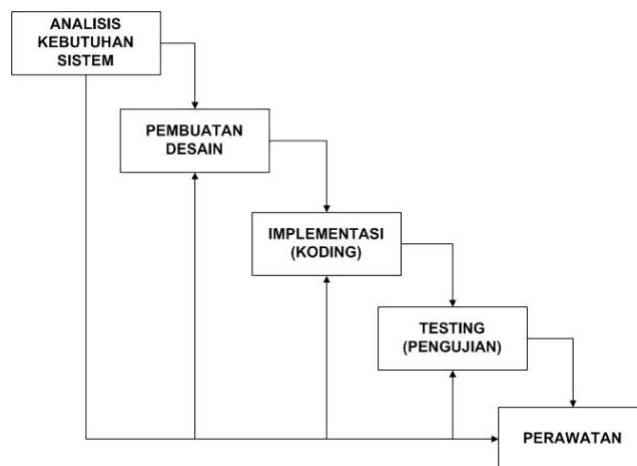 ANALISIS
KEBUTUHAN
SISTEM
PEMBUATAN
DESAIN
IMPLEMENTASI
(KODING)
TESTING
(PENGUJIAN)
PERAWATAN